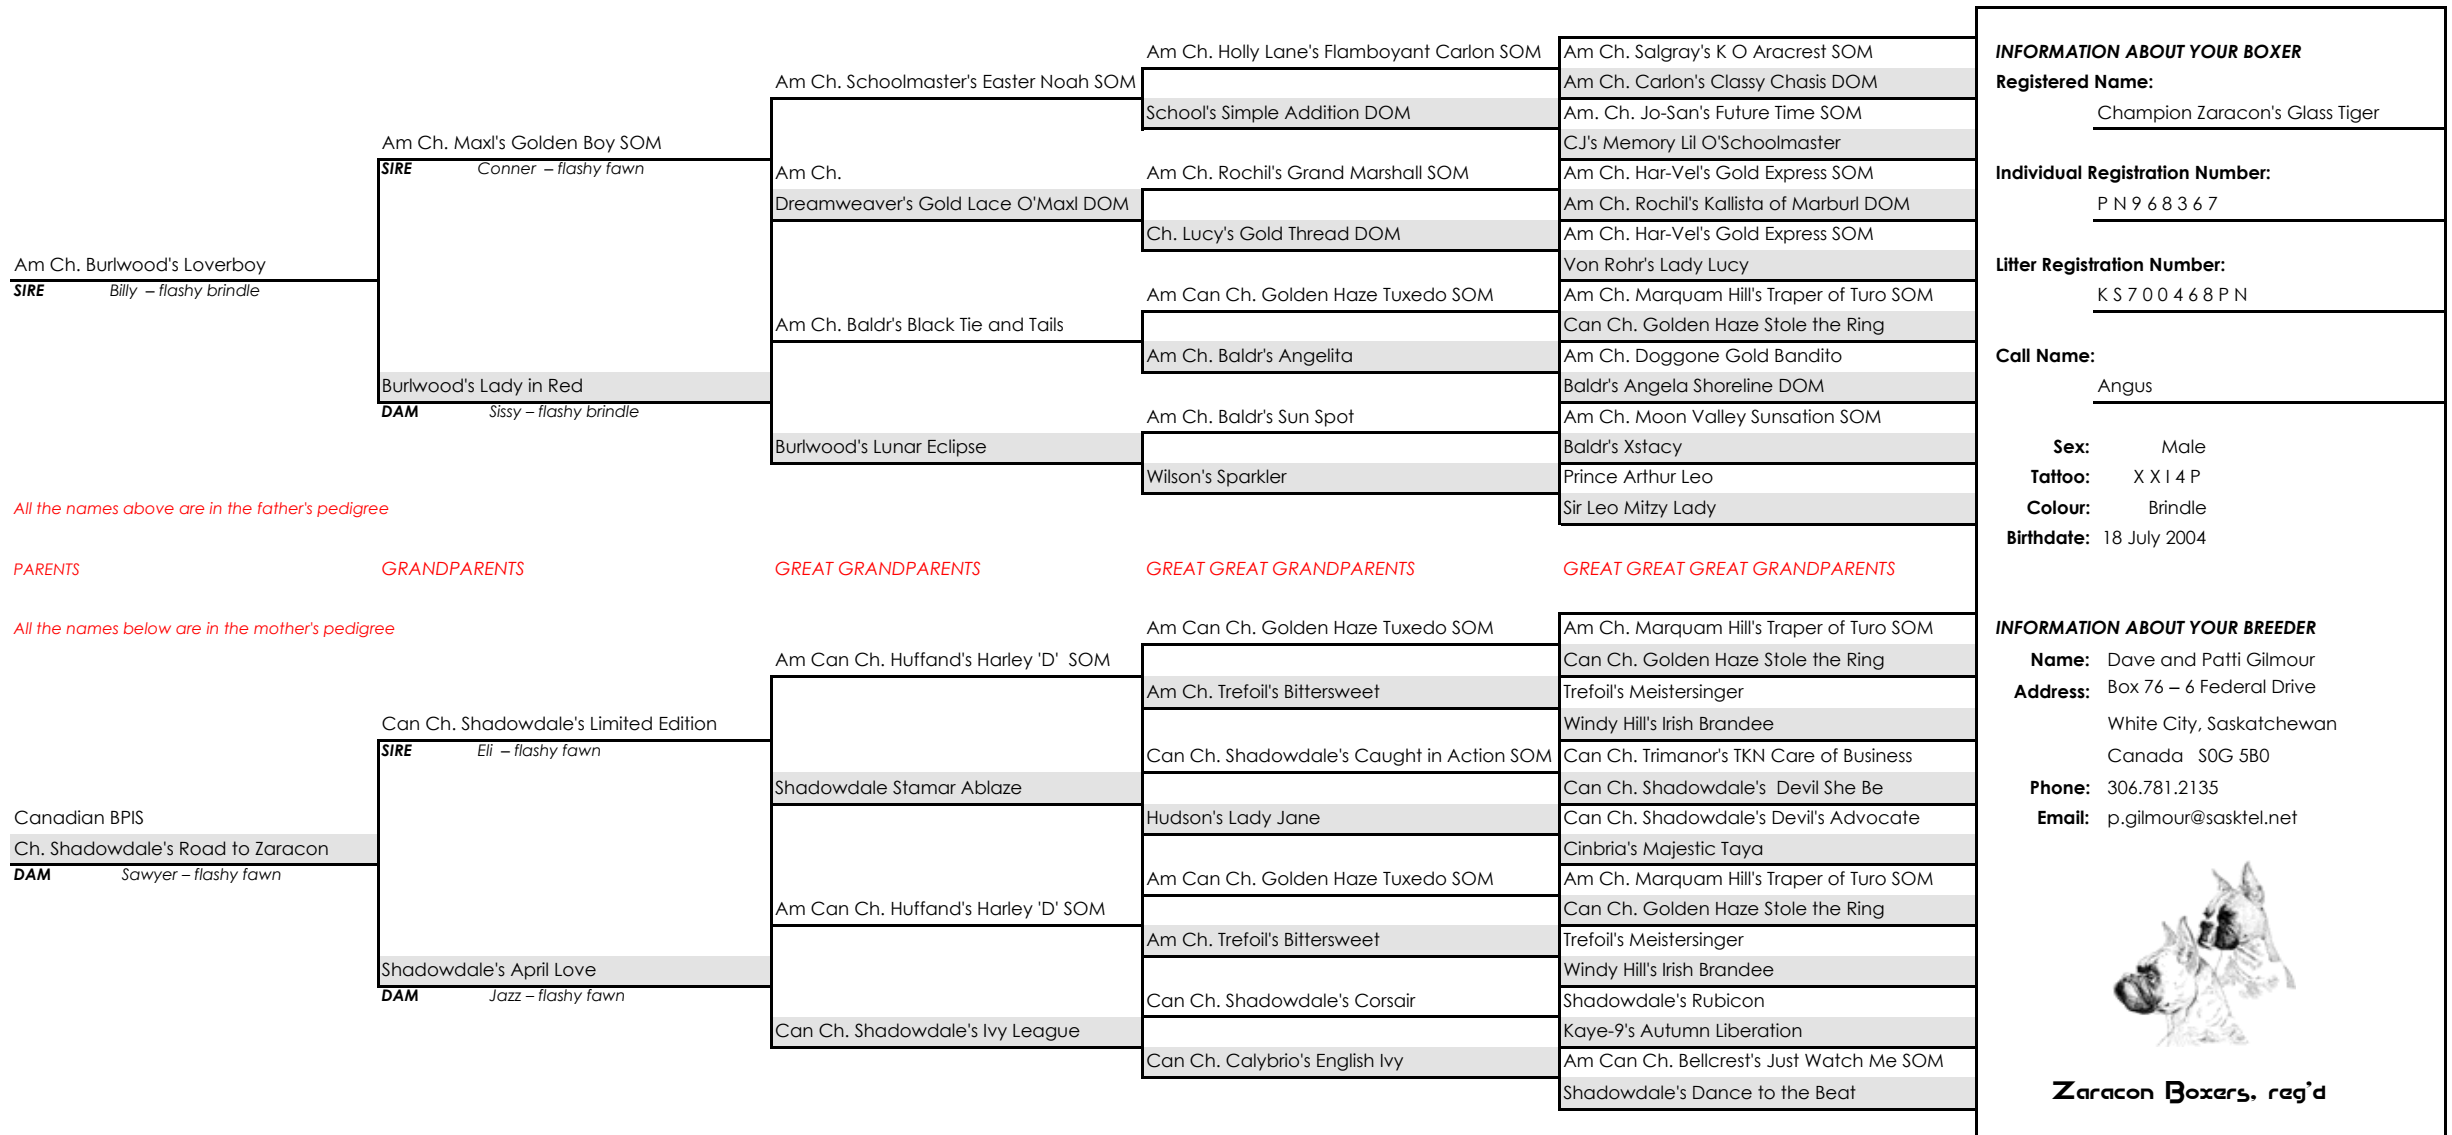 Am Ch. Holly Lane's Flamboyant Carlon SOM
Am Ch. Salgray's K O Aracrest SOM
Am Ch. Schoolmaster's Easter Noah SOM
Am Ch. Carlon's Classy Chasis DOM
School's Simple Addition DOM
Am. Ch. Jo-San's Future Time SOM
Am Ch. Maxl's Golden Boy SOM
CJ's Memory Lil O'Schoolmaster
SIRE Conner – flashy fawn
Am Ch.
Am Ch. Rochil's Grand Marshall SOM
Am Ch. Har-Vel's Gold Express SOM
Dreamweaver's Gold Lace O'Maxl DOM
Am Ch. Rochil's Kallista of Marburl DOM
Ch. Lucy's Gold Thread DOM
Am Ch. Har-Vel's Gold Express SOM
Am Ch. Burlwood's Loverboy
Von Rohr's Lady Lucy
SIRE Billy – flashy brindle
Am Can Ch. Golden Haze Tuxedo SOM
Am Ch. Marquam Hill's Traper of Turo SOM
Am Ch. Baldr's Black Tie and Tails
Can Ch. Golden Haze Stole the Ring
Am Ch. Baldr's Angelita
Am Ch. Doggone Gold Bandito
Burlwood's Lady in Red
Baldr's Angela Shoreline DOM
DAM Sissy – flashy brindle
Am Ch. Baldr's Sun Spot
Am Ch. Moon Valley Sunsation SOM
Burlwood's Lunar Eclipse
Baldr's Xstacy
Wilson's Sparkler
Prince Arthur Leo
All the names above are in the father's pedigree
Sir Leo Mitzy Lady
PARENTS
GRANDPARENTS
GREAT GRANDPARENTS
GREAT GREAT GRANDPARENTS
GREAT GREAT GREAT GRANDPARENTS
All the names below are in the mother's pedigree
Am Can Ch. Golden Haze Tuxedo SOM
Am Ch. Marquam Hill's Traper of Turo SOM
Am Can Ch. Huffand's Harley 'D' SOM
Can Ch. Golden Haze Stole the Ring
Am Ch. Trefoil's Bittersweet
Trefoil's Meistersinger
Can Ch. Shadowdale's Limited Edition
Windy Hill's Irish Brandee
SIRE Eli – flashy fawn
Can Ch. Shadowdale's Caught in Action SOM
Can Ch. Trimanor's TKN Care of Business
Shadowdale Stamar Ablaze
Can Ch. Shadowdale's Devil She Be
Canadian BPIS
Hudson's Lady Jane
Can Ch. Shadowdale's Devil's Advocate
Ch. Shadowdale's Road to Zaracon
Cinbria's Majestic Taya
DAM Sawyer – flashy fawn
Am Can Ch. Golden Haze Tuxedo SOM
Am Ch. Marquam Hill's Traper of Turo SOM
Am Can Ch. Huffand's Harley 'D' SOM
Can Ch. Golden Haze Stole the Ring
Am Ch. Trefoil's Bittersweet
Trefoil's Meistersinger
Shadowdale's April Love
Windy Hill's Irish Brandee
DAM Jazz – flashy fawn
Can Ch. Shadowdale's Corsair
Shadowdale's Rubicon
Can Ch. Shadowdale's Ivy League
Kaye-9's Autumn Liberation
Can Ch. Calybrio's English Ivy
Am Can Ch. Bellcrest's Just Watch Me SOM
Shadowdale's Dance to the Beat
INFORMATION ABOUT YOUR BOXER
Registered Name:
Champion Zaracon's Glass Tiger
Individual Registration Number:
P N 9 6 8 3 6 7
Litter Registration Number:
K S 7 0 0 4 6 8 P N
Call Name:
Angus
Sex: Male
Tattoo: X X I 4 P
Colour: Brindle
Birthdate: 18 July 2004
INFORMATION ABOUT YOUR BREEDER
Name: Dave and Patti Gilmour
Address: Box 76 – 6 Federal Drive
White City, Saskatchewan
Canada S0G 5B0
Phone: 306.781.2135
Email: p.gilmour@sasktel.net
Zaracon Boxers, reg'd